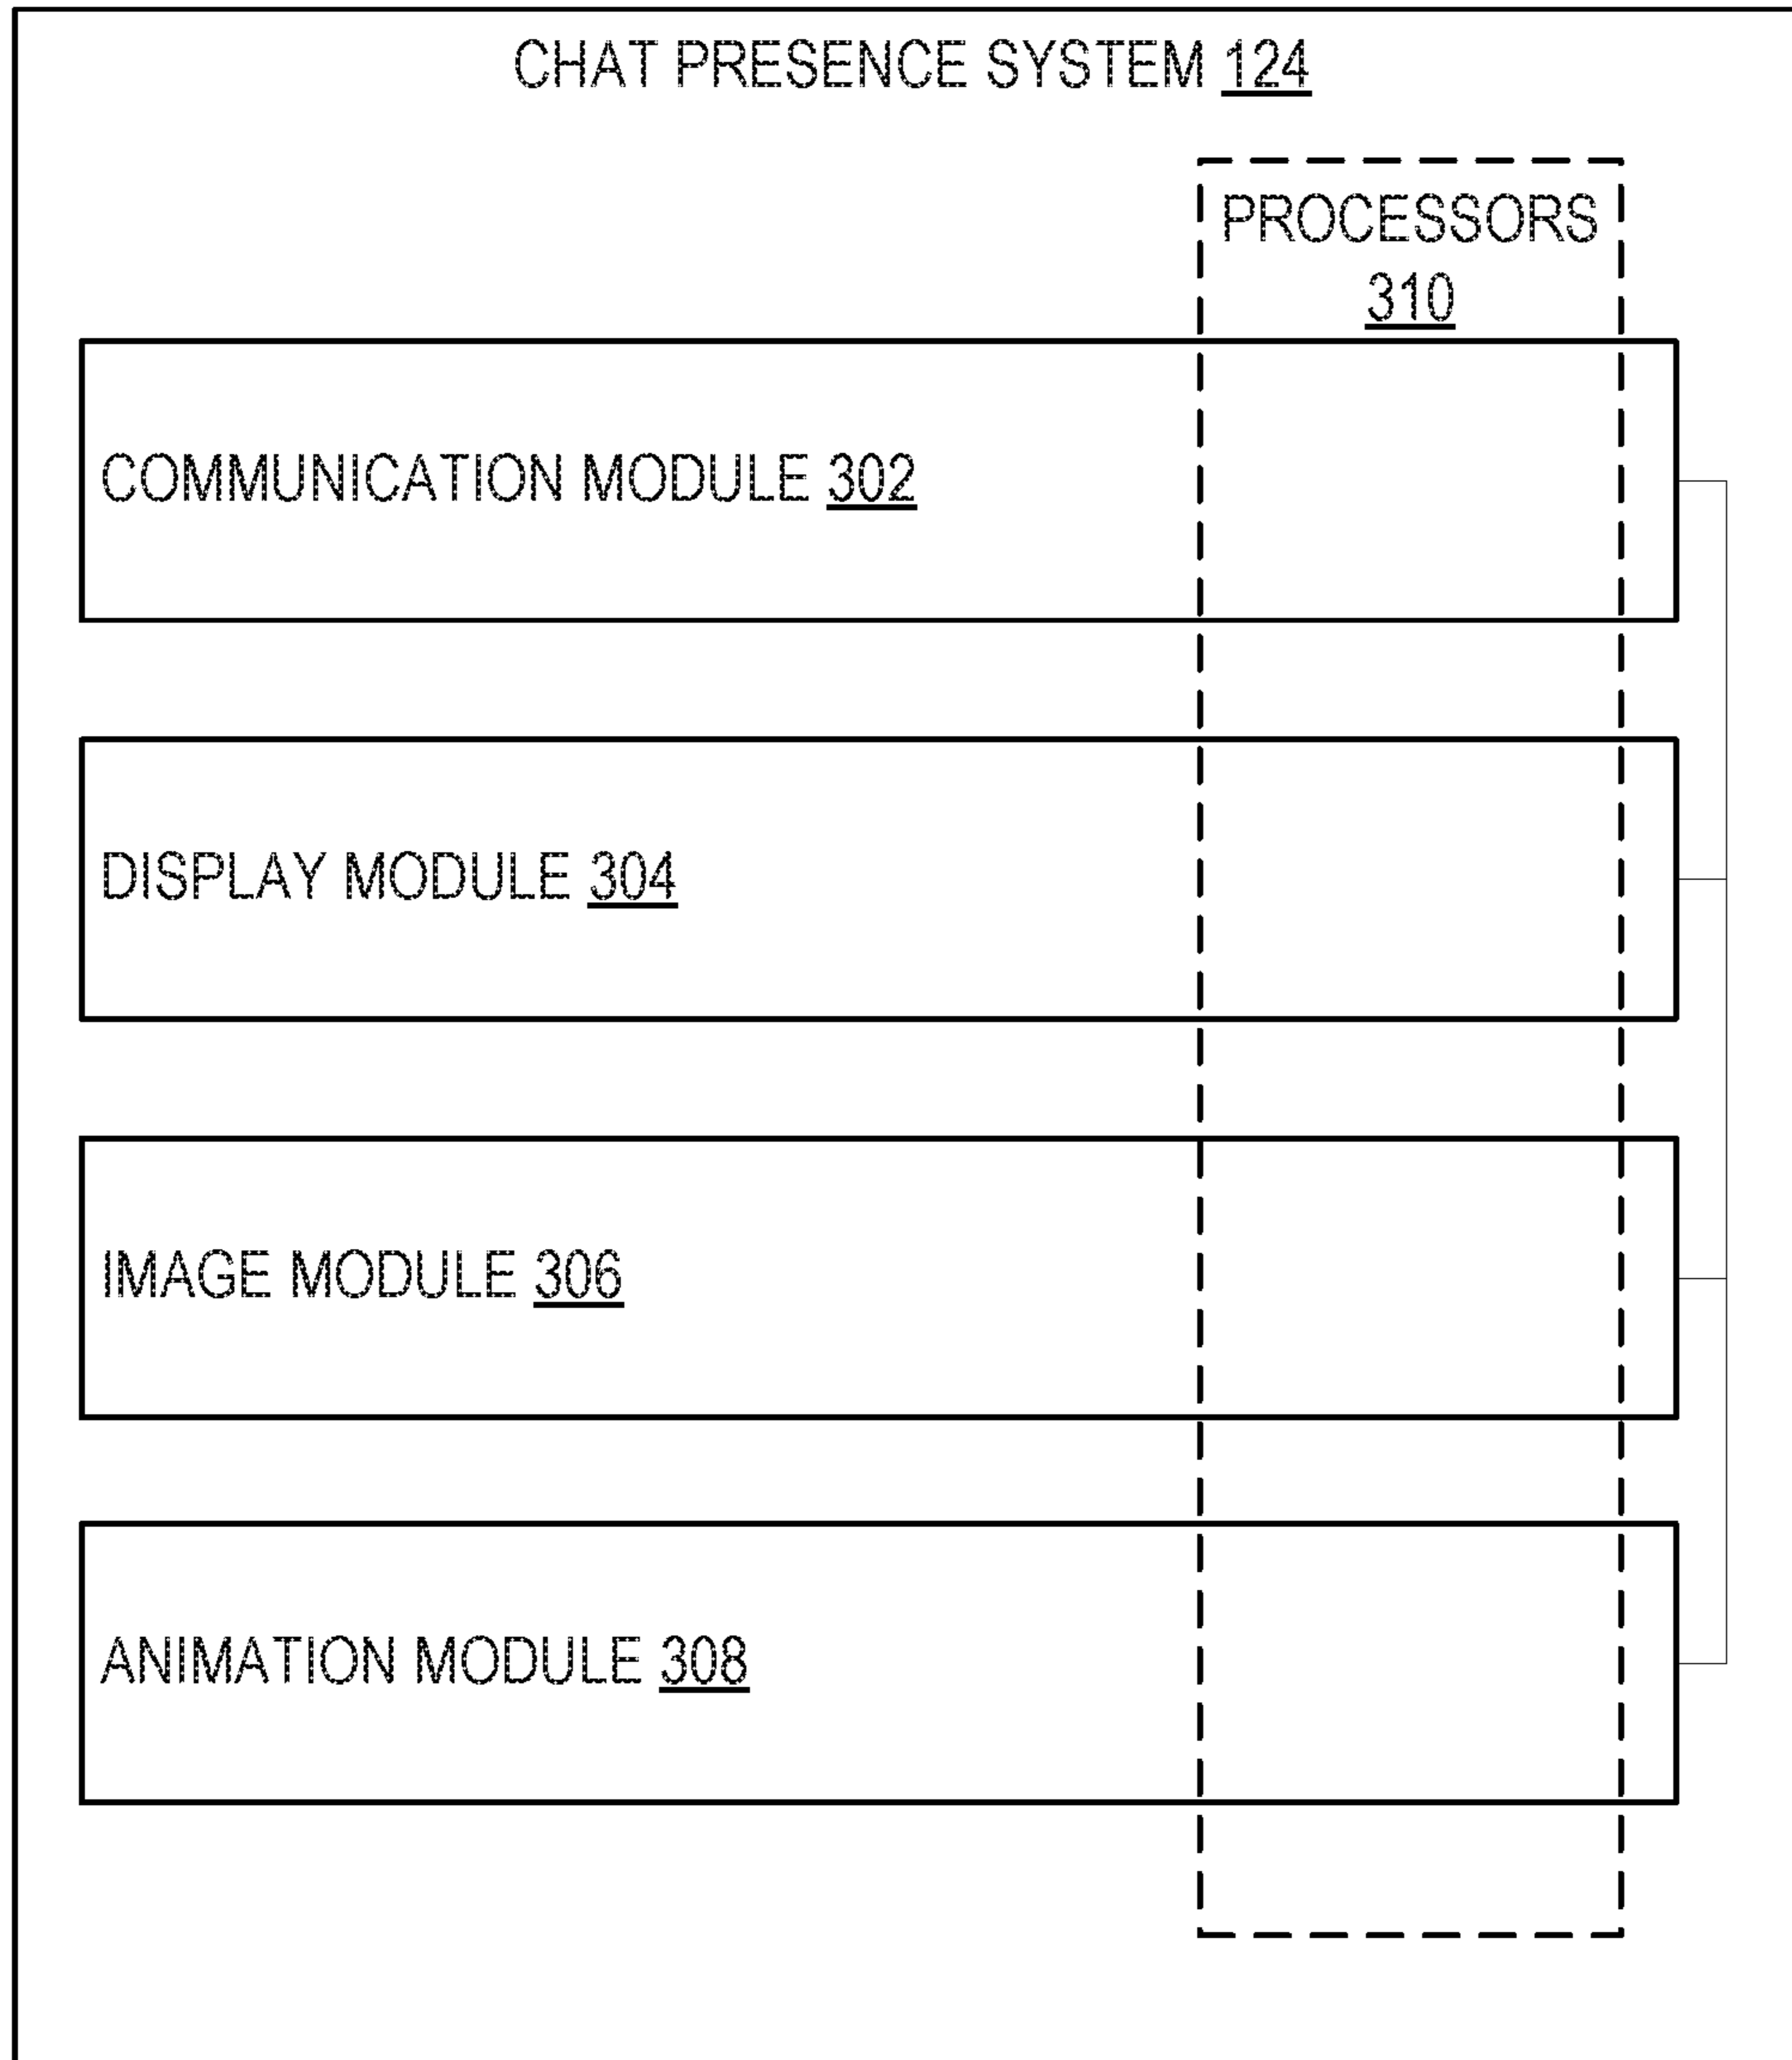 CHAT PRESENCE SYSTEM 124
PROCESSORS
310
COMMUNICATION MODULE 302
DISPLAY MODULE 304
IMAGE MODULE 306
ANIMATION MODULE 308